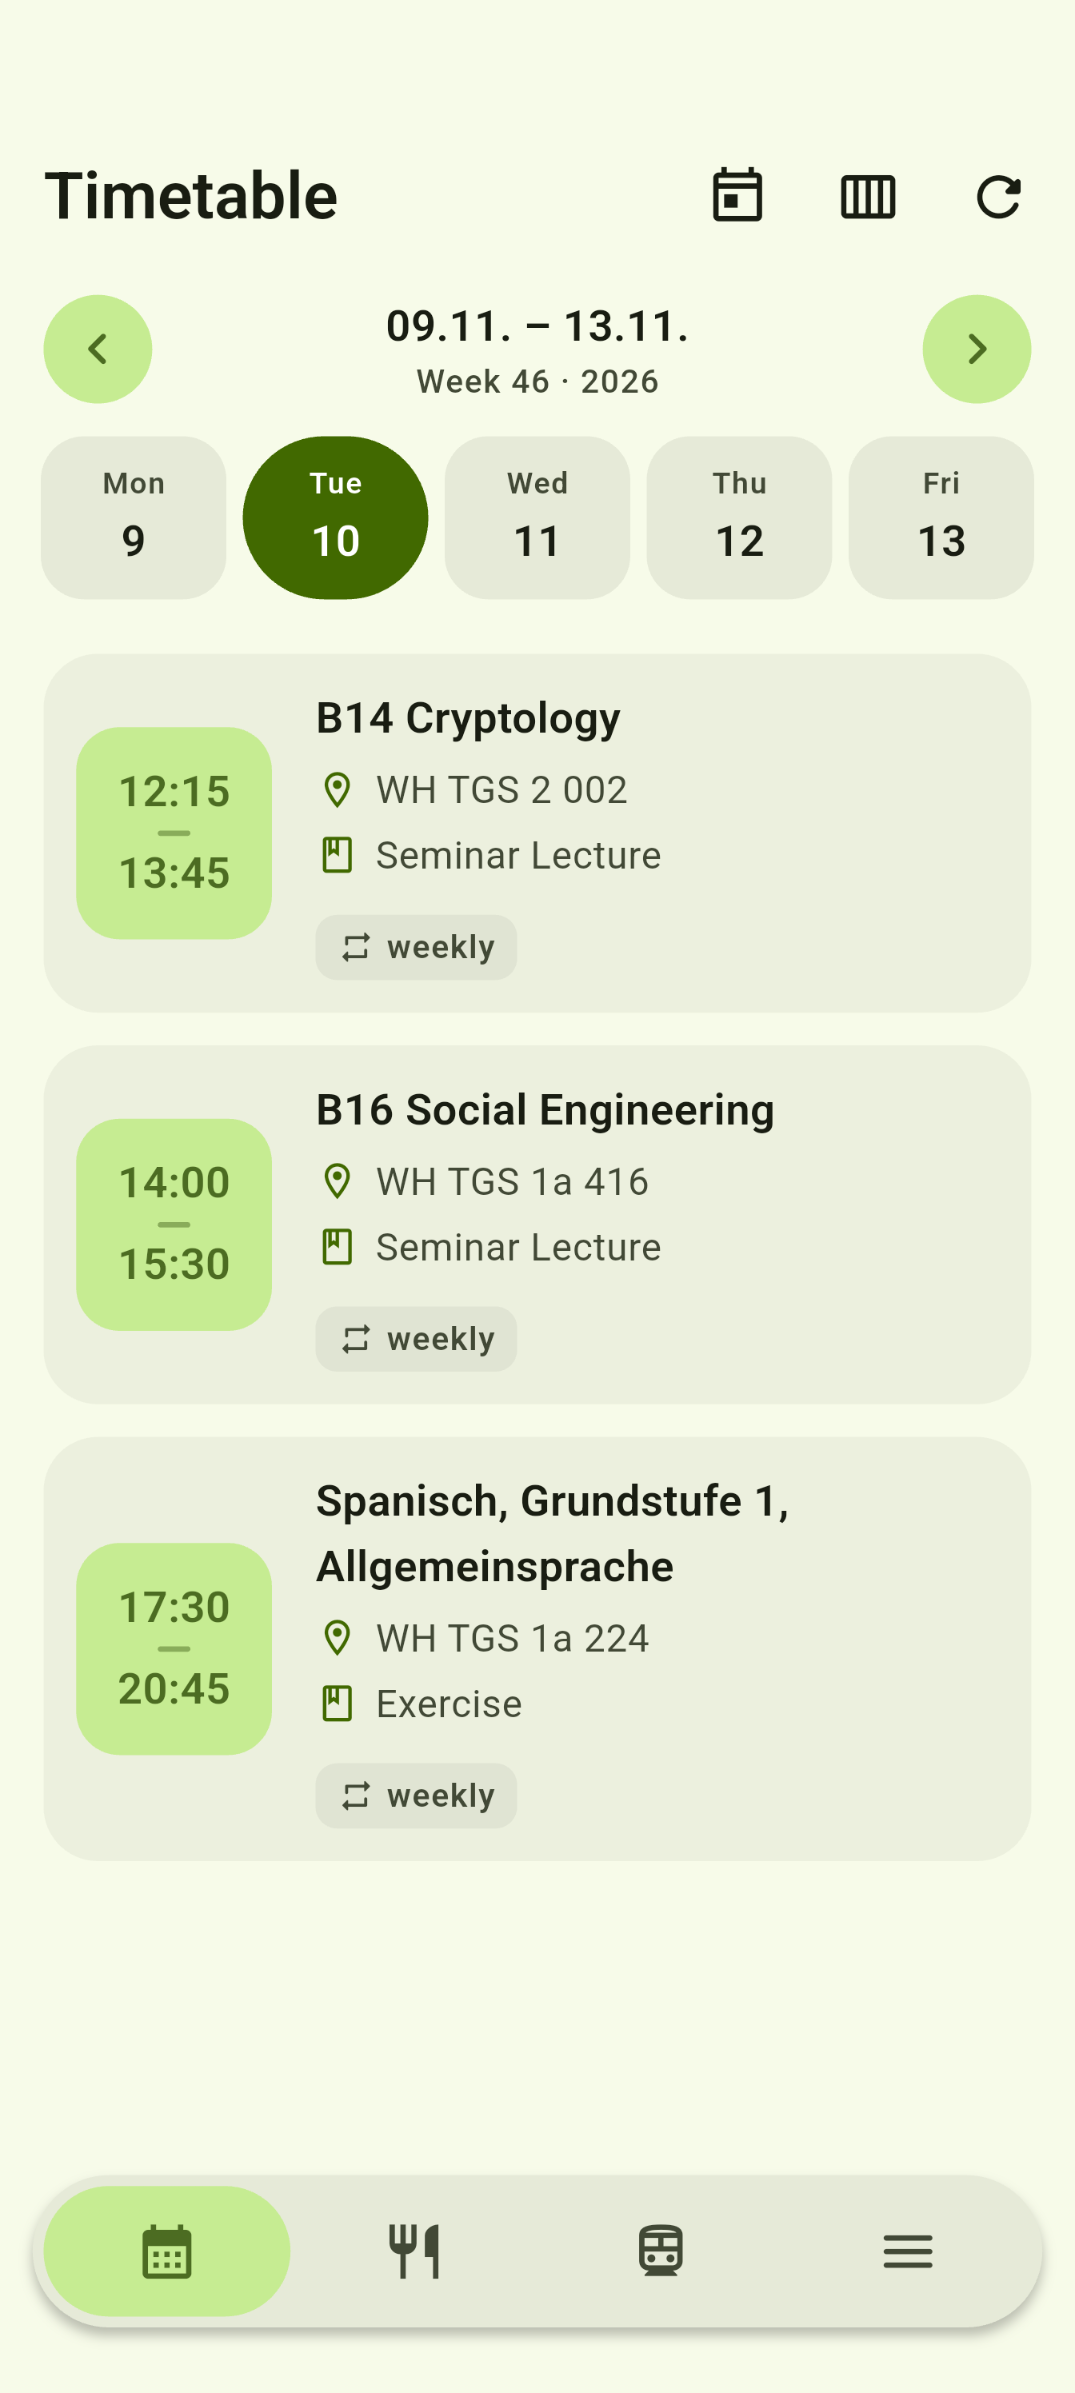 Timetable
09.11. – 13.11.
Week 46 · 2026
Mon
9
Tue
10
Wed
11
Thu
12
Fri
13
B14 Cryptology
12:15
13:45
WH TGS 2 002
Seminar Lecture
weekly
B16 Social Engineering
14:00
15:30
WH TGS 1a 416
Seminar Lecture
weekly
Spanisch, Grundstufe 1,
Allgemeinsprache
17:30
20:45
WH TGS 1a 224
Exercise
weekly